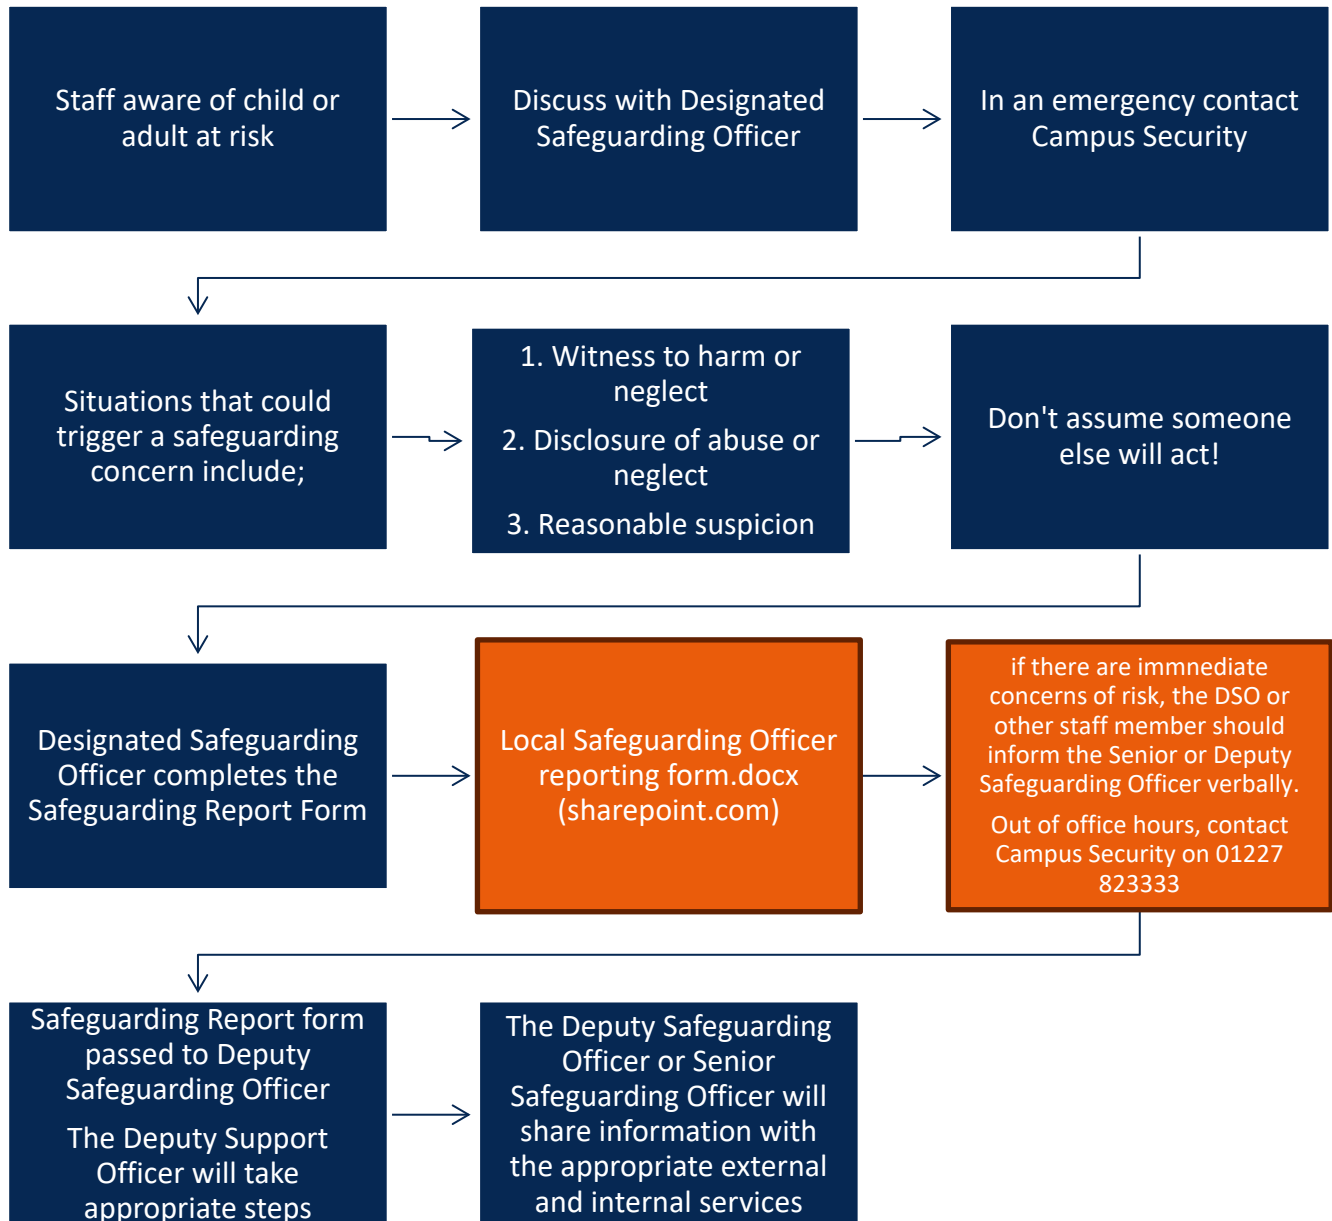 Staff aware of child or
adult at risk
Discuss with Designated
Safeguarding Officer
In an emergency contact
Campus Security
Situations that could
trigger a safeguarding
concern include;
1. Witness to harm or
neglect
2. Disclosure of abuse or
neglect
3. Reasonable suspicion
Don't assume someone
else will act!
Designated Safeguarding
Officer completes the
Safeguarding Report Form
Local Safeguarding Officer
reporting form.docx
(sharepoint.com)
if there are immnediate
concerns of risk, the DSO or
other staff member should
inform the Senior or Deputy
Safeguarding Officer verbally.
Out of office hours, contact
Campus Security on 01227
823333
Safeguarding Report form
passed to Deputy
Safeguarding Officer
The Deputy Support
Officer will take
appropriate steps
The Deputy Safeguarding
Officer or Senior
Safeguarding Officer will
share information with
the appropriate external
and internal services